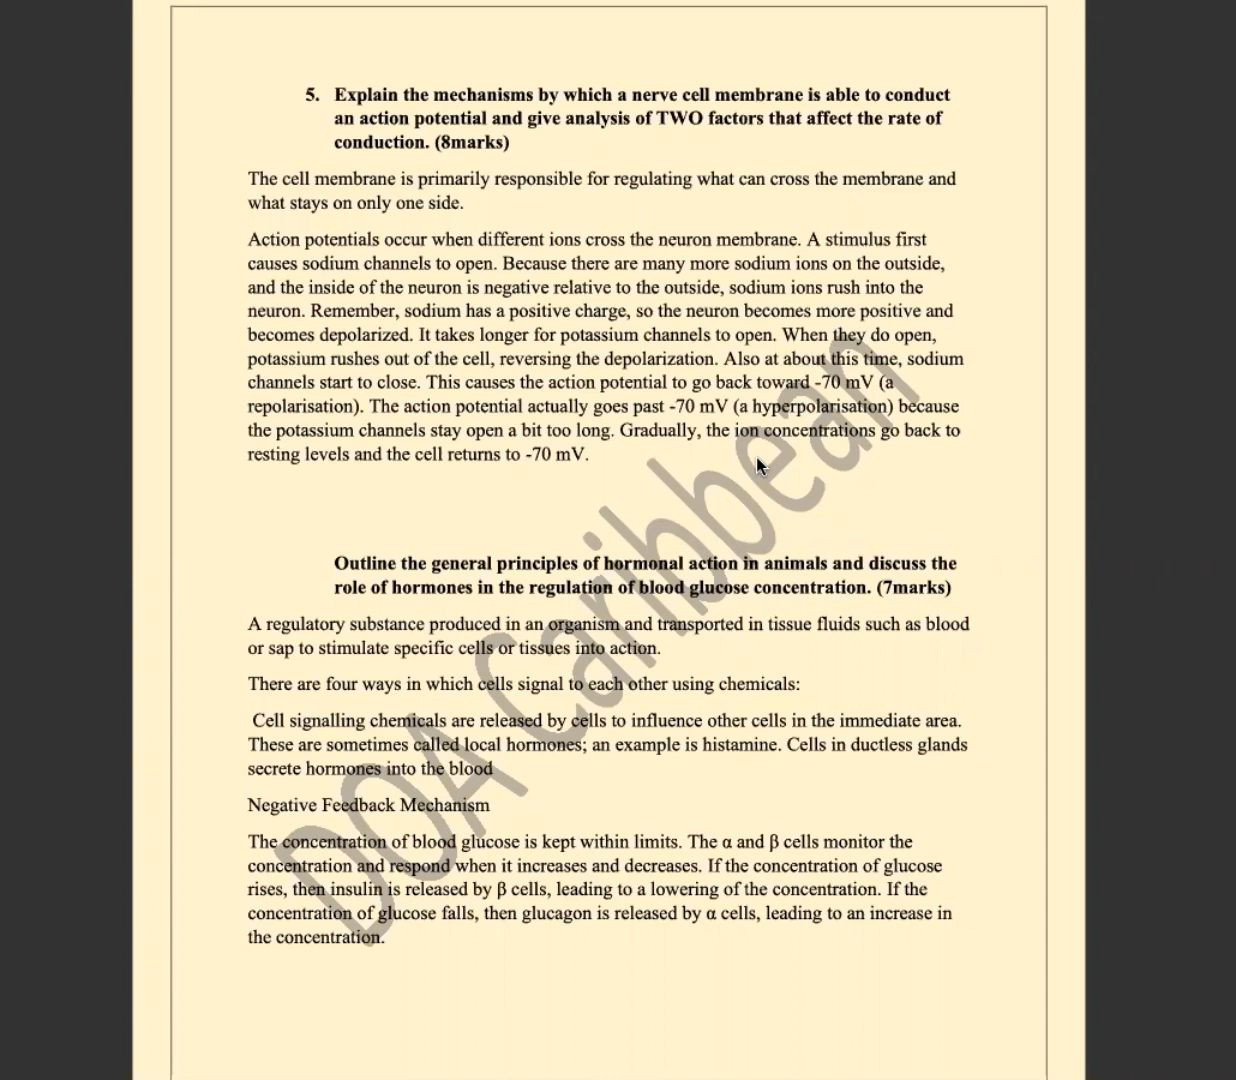 5. Explain the mechanisms by which a nerve cell membrane is able to conduct
an action potential and give analysis of TWO factors that affect the rate of
conduction. (8marks)
The cell membrane is primarily responsible for regulating what can cross the membrane and
what stays on only one side.
Action potentials occur when different ions cross the neuron membrane. A stimulus first
causes sodium channels to open. Because there are many more sodium ions on the outside,
and the inside of the neuron is negative relative to the outside, sodium ions rush into the
neuron. Remember, sodium has a positive charge, so the neuron becomes more positive and
becomes depolarized. It takes longer for potassium channels to open. When they do open,
potassium rushes out of the cell, reversing the depolarization. Also at about this time, sodium
channels start to close. This causes the action potential to go back toward -70 mV (a
repolarisation). The action potential actually goes past -70 mV (a hyperpolarisation) because
the potassium channels stay open a bit too long. Gradually, the ion concentrations go back to
resting levels and the cell returns to -70 mV.
Outline the general principles of hormonal action in animals and discuss the
role of hormones in the regulation of blood glucose concentration. (7marks)
A regulatory substance produced in an organism and transported in tissue fluids such as blood
or sap to stimulate specific cells or tissues into action.
There are four ways in which cells signal to each other using chemicals:
Cell signalling chemicals are released by cells to influence other cells in the immediate area.
These are sometimes called local hormones; an example is histamine. Cells in ductless glands
secrete hormones into the blood
Negative Feedback Mechanism
The concentration of blood glucose is kept within limits. The α and β cells monitor the
concentration and respond when it increases and decreases. If the concentration of glucose
rises, then insulin is released by β cells, leading to a lowering of the concentration. If the
concentration of glucose falls, then glucagon is released by α cells, leading to an increase in
the concentration.
DOA Caribbean